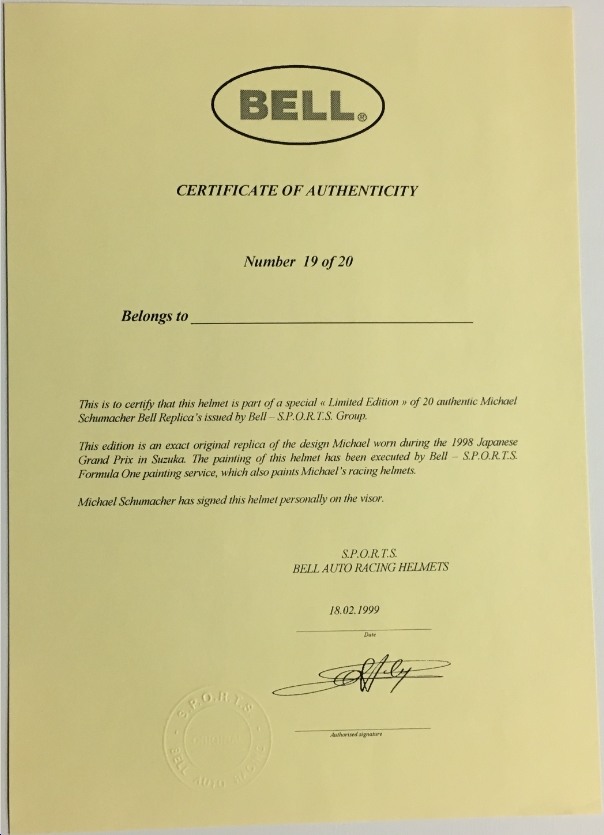 BELL®
CERTIFICATE OF AUTHENTICITY
Number 19 of 20
Belongs to
This is to certify that this helmet is part of a special « Limited Edition » of 20 authentic Michael
Schumacher Bell Replica's issued by Bell – S.P.O.R.T.S. Group.
This edition is an exact original replica of the design Michael worn during the 1998 Japanese
Grand Prix in Suzuka. The painting of this helmet has been executed by Bell – S.P.O.R.T.S.
Formula One painting service, which also paints Michael's racing helmets.
Michael Schumacher has signed this helmet personally on the visor.
S.P.O.R.T.S.
BELL AUTO RACING HELMETS
18.02.1999
Date
Authorised signature
S.P.O.R.T.S.
BELL AUTO